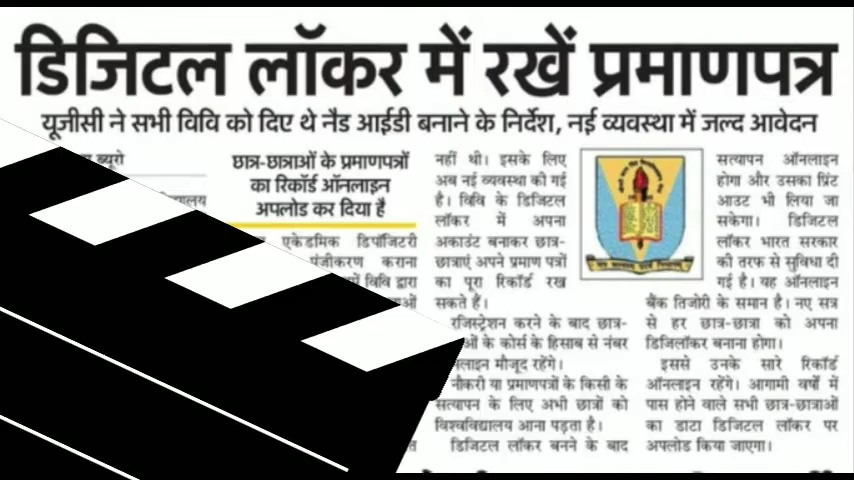 डिजिटल लॉकर में रखें प्रमाणपत्र
यूजीसी ने सभी विवि को दिए थे नैड आईडी बनाने के निर्देश, नई व्यवस्था में जल्द आवेदन
ब्यूरो
छात्र-छात्राओं के प्रमाणपत्रों
का रिकॉर्ड ऑनलाइन
अपलोड कर दिया है
एकेडमिक डिपॉजिटरी
पंजीकरण कराना
विवि द्वारा
नहीं थी। इसके लिए
अब नई व्यवस्था की गई
है। विवि के डिजिटल
लॉकर में अपना
अकाउंट बनाकर छात्र-
छात्राएं अपने प्रमाण पत्रों
का पूरा रिकॉर्ड रख
सकते हैं।
रजिस्ट्रेशन करने के बाद छात्र-
के कोर्स के हिसाब से नंबर
मौजूद रहेंगे।
नौकरी या प्रमाणपत्रों के किसी के
सत्यापन के लिए अभी छात्रों को
विश्वविद्यालय आना पड़ता है।
डिजिटल लॉकर बनने के बाद
सत्यापन ऑनलाइन
होगा और उसका प्रिंट
आउट भी लिया जा
सकेगा। डिजिटल
लॉकर भारत सरकार
की तरफ से सुविधा दी
गई है। यह ऑनलाइन
बैंक तिजोरी के समान है। नए सत्र
से हर छात्र-छात्रा को अपना
डिजिलॉकर बनाना होगा।
इससे उनके सारे रिकॉर्ड
ऑनलाइन रहेंगे। आगामी वर्षों में
पास होने वाले सभी छात्र-छात्राओं
का डाटा डिजिटल लॉकर पर
अपलोड किया जाएगा।